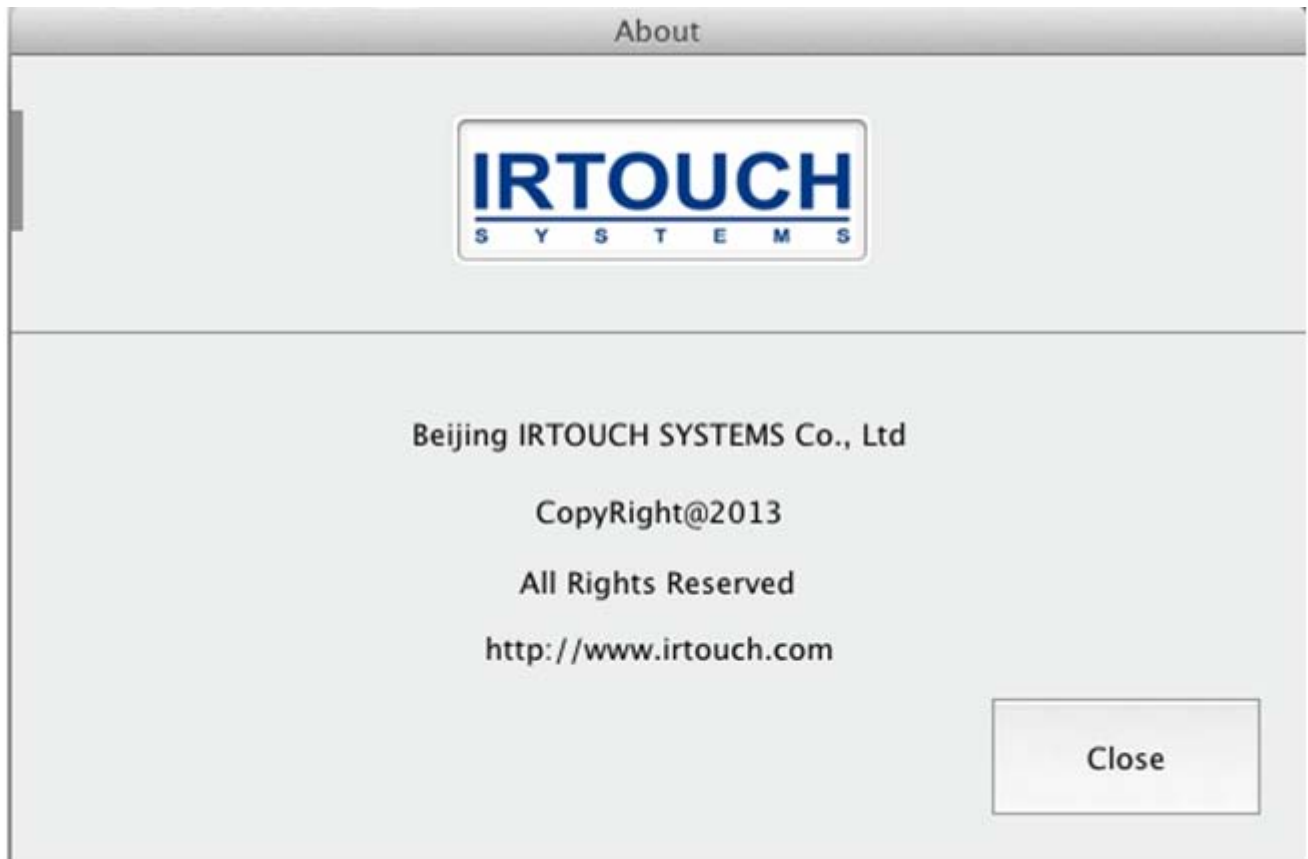 About
IRTOUCH
SYSTEMS
Beijing IRTOUCH SYSTEMS Co., Ltd
CopyRight@2013
All Rights Reserved
http://www.irtouch.com
Close